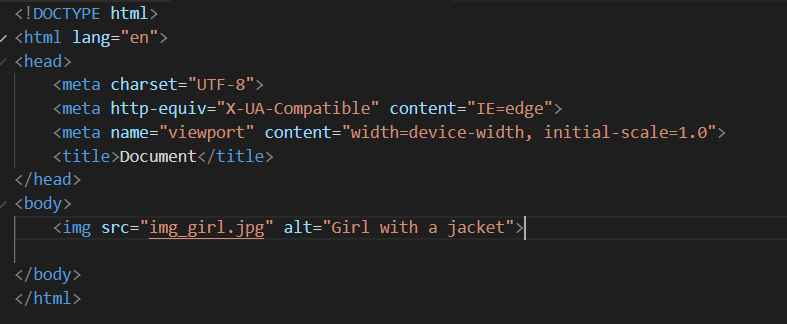 <!DOCTYPE html>
<html lang="en">
<head>
    <meta charset="UTF-8">
    <meta http-equiv="X-UA-Compatible" content="IE=edge">
    <meta name="viewport" content="width=device-width, initial-scale=1.0">
    <title>Document</title>
</head>
<body>
    <img src="img_girl.jpg" alt="Girl with a jacket">
</body>
</html>